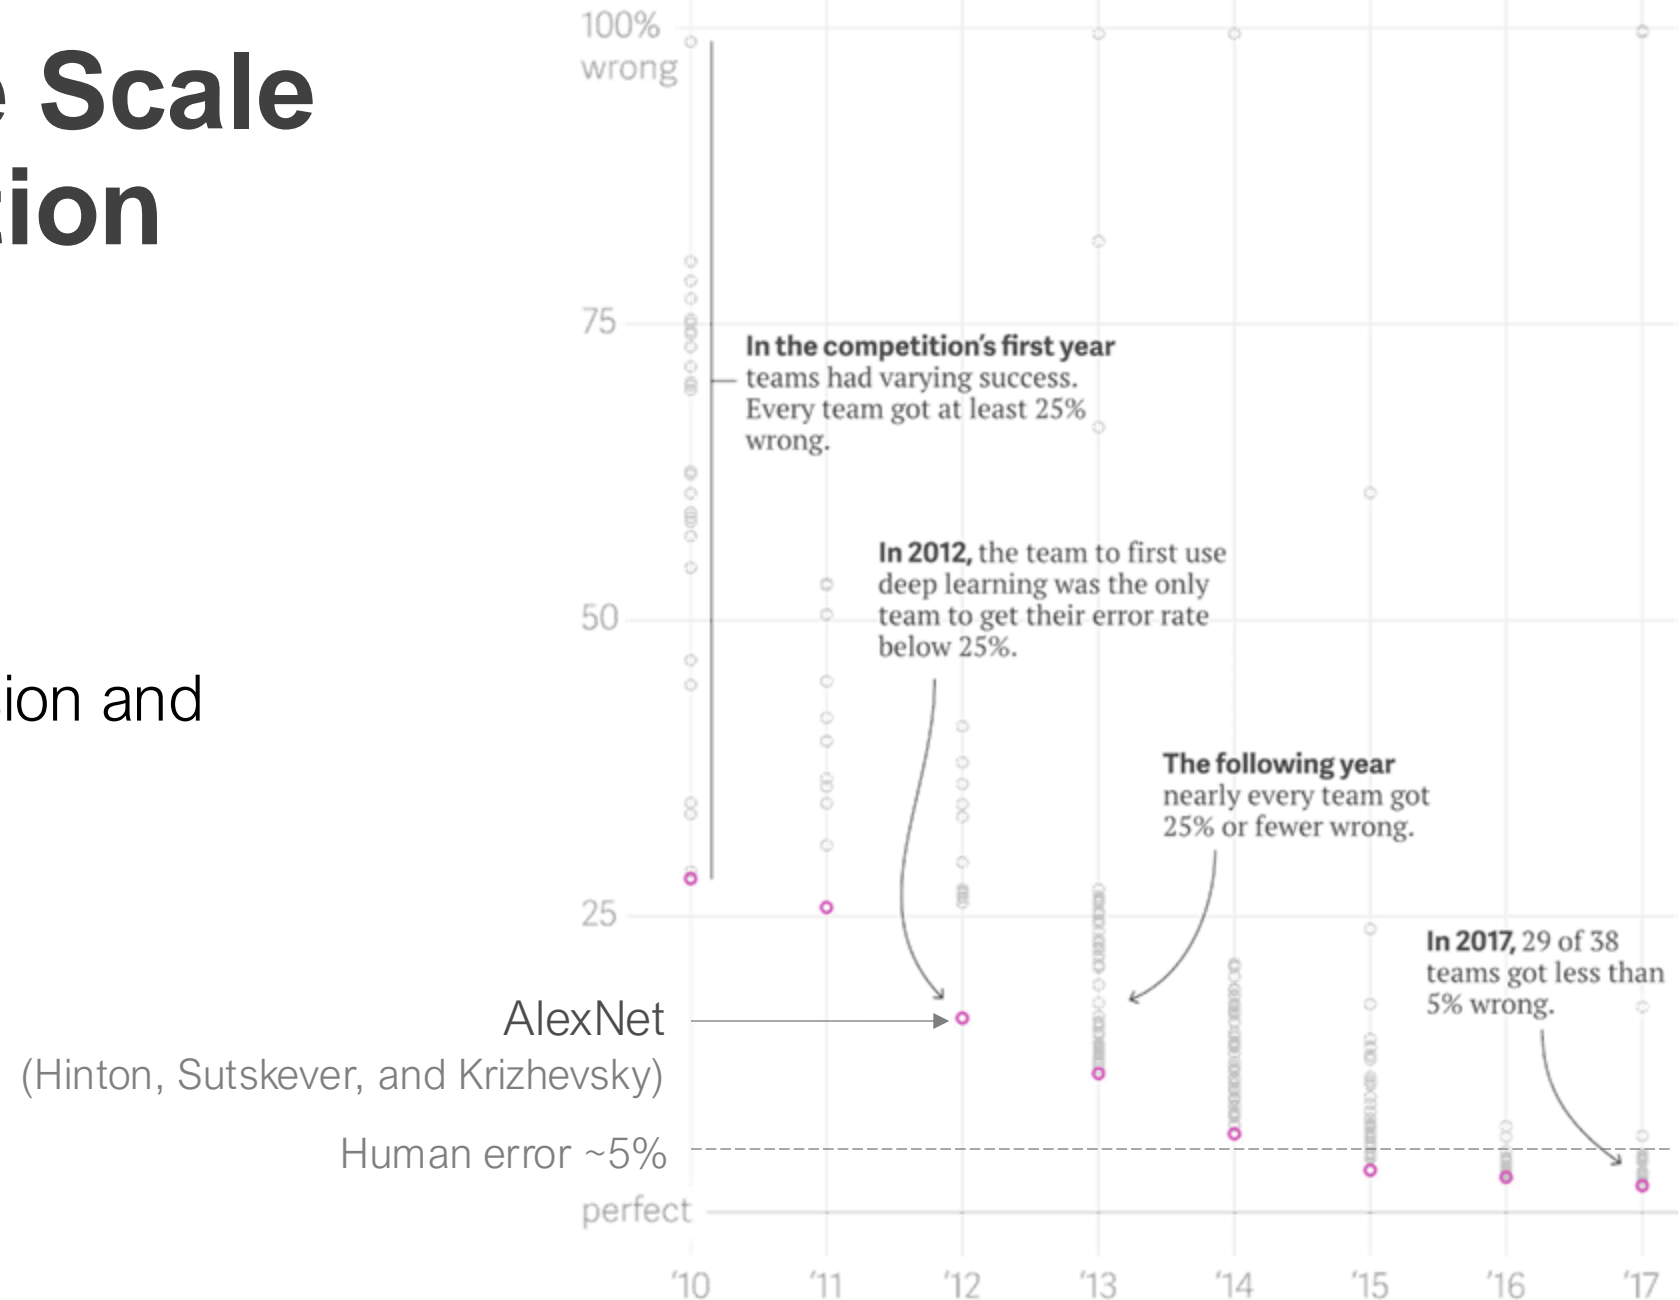 e Scale
tion
ion and
100%
wrong
75
50
25
perfect
In the competition's first year
teams had varying success.
Every team got at least 25%
wrong.
In 2012, the team to first use
deep learning was the only
team to get their error rate
below 25%.
The following year
nearly every team got
25% or fewer wrong.
In 2017, 29 of 38
teams got less than
5% wrong.
AlexNet
(Hinton, Sutskever, and Krizhevsky)
Human error ~5%
'10 '11 '12 '13 '14 '15 '16 '17